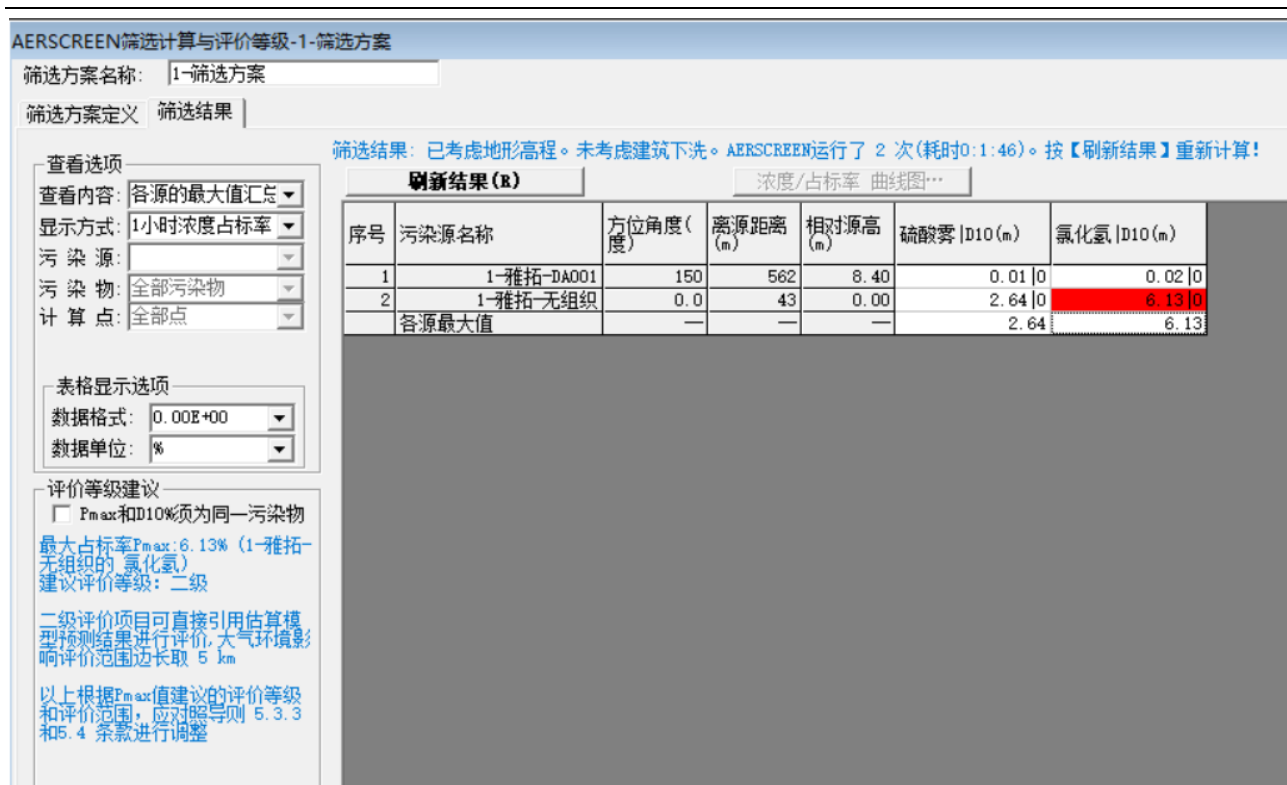 AERSCREEN筛选计算与评价等级-1-筛选方案
筛选方案名称: 1-筛选方案
筛选方案定义 筛选结果
筛选结果: 已考虑地形高程。未考虑建筑下洗。AERSCREEN运行了 2 次(耗时0:1:46)。按【刷新结果】重新计算!
查看选项
查看内容: 各源的最大值汇总
显示方式: 1小时浓度占标率
污 染 源:
污 染 物: 全部污染物
计 算 点: 全部点
表格显示选项
数据格式: 0.00E+00
数据单位: %
评价等级建议
Pmax和D10%须为同一污染物
最大占标率Pmax:6.13% (1-雅拓-
无组织的 氯化氢)
建议评价等级: 二级
二级评价项目可直接引用估算模
型预测结果进行评价,大气环境影
响评价范围边长取 5 km
以上根据Pmax值建议的评价等级
和评价范围,应对照导则 5.3.3
和5.4 条款进行调整
刷新结果(R) 浓度/占标率 曲线图…
序号 污染源名称 方位角度(度) 离源距离(m) 相对源高(m) 硫酸雾|D10(m) 氯化氢|D10(m)
1 1-雅拓-DA001 150 562 8.40 0.01|0 0.02|0
2 1-雅拓-无组织 0.0 43 0.00 2.64|0 6.13|0
各源最大值 — — — 2.64 6.13